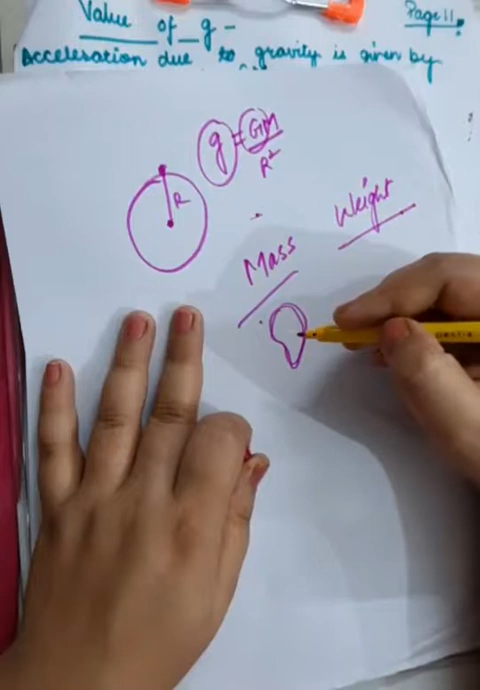 Value of g -
Page 11
Acceleration due to gravity is given by
g = GM
R²
R
Mass
Weight